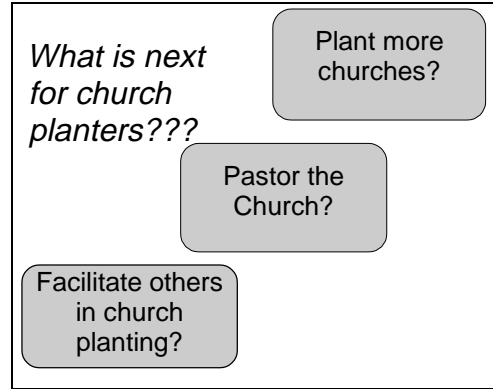 What is next
for church
planters???
Plant more
churches?
Pastor the
Church?
Facilitate others
in church
planting?